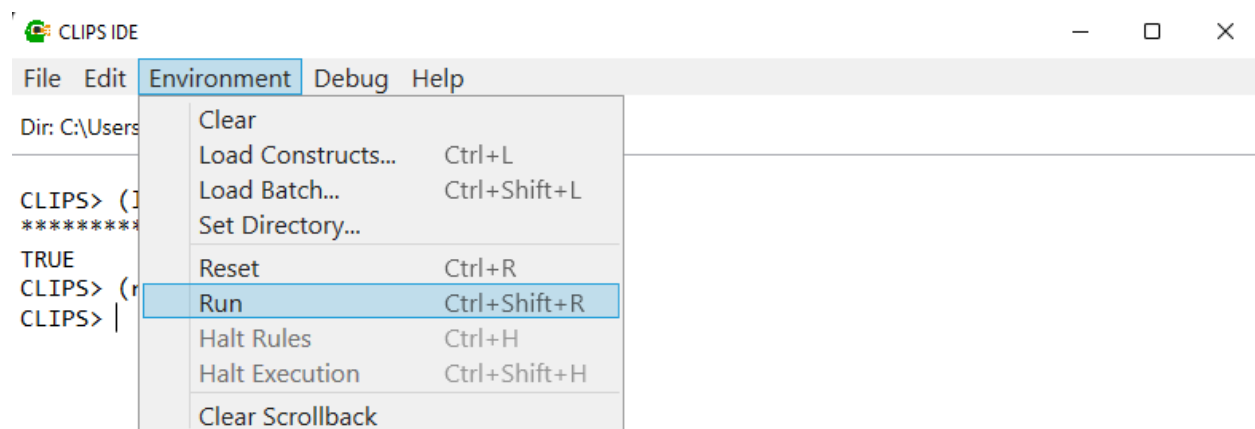 CLIPS IDE
File Edit Environment Debug Help
Dir: C:\Users
Clear
Load Constructs... Ctrl+L
Load Batch... Ctrl+Shift+L
Set Directory...
Reset Ctrl+R
Run Ctrl+Shift+R
Halt Rules Ctrl+H
Halt Execution Ctrl+Shift+H
Clear Scrollback
CLIPS> (
*********
TRUE
CLIPS> (r
CLIPS>